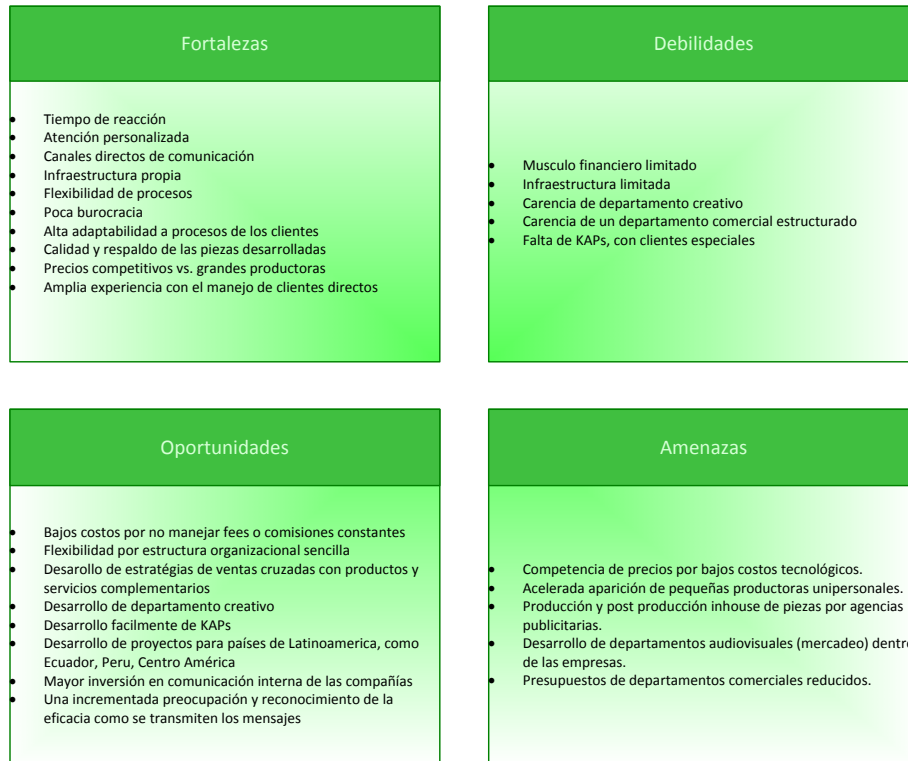 Fortalezas
• Tiempo de reacción
• Atención personalizada
• Canales directos de comunicación
• Infraestructura propia
• Flexibilidad de procesos
• Poca burocracia
• Alta adaptabilidad a procesos de los clientes
• Calidad y respaldo de las piezas desarrolladas
• Precios competitivos vs. grandes productoras
• Amplia experiencia con el manejo de clientes directos
Debilidades
• Musculo financiero limitado
• Infraestructura limitada
• Carencia de departamento creativo
• Carencia de un departamento comercial estructurado
• Falta de KAPs, con clientes especiales
Oportunidades
• Bajos costos por no manejar fees o comisiones constantes
• Flexibilidad por estructura organizacional sencilla
• Desarollo de estratégias de ventas cruzadas con productos y
servicios complementarios
• Desarrollo de departamento creativo
• Desarrollo facilmente de KAPs
• Desarrollo de proyectos para países de Latinoamerica, como
Ecuador, Peru, Centro América
• Mayor inversión en comunicación interna de las compañías
• Una incrementada preocupación y reconocimiento de la
eficacia como se transmiten los mensajes
Amenazas
• Competencia de precios por bajos costos tecnológicos.
• Acelerada aparición de pequeñas productoras unipersonales.
• Producción y post producción inhouse de piezas por agencias
publicitarias.
• Desarrollo de departamentos audiovisuales (mercadeo) dentro
de las empresas.
• Presupuestos de departamentos comerciales reducidos.